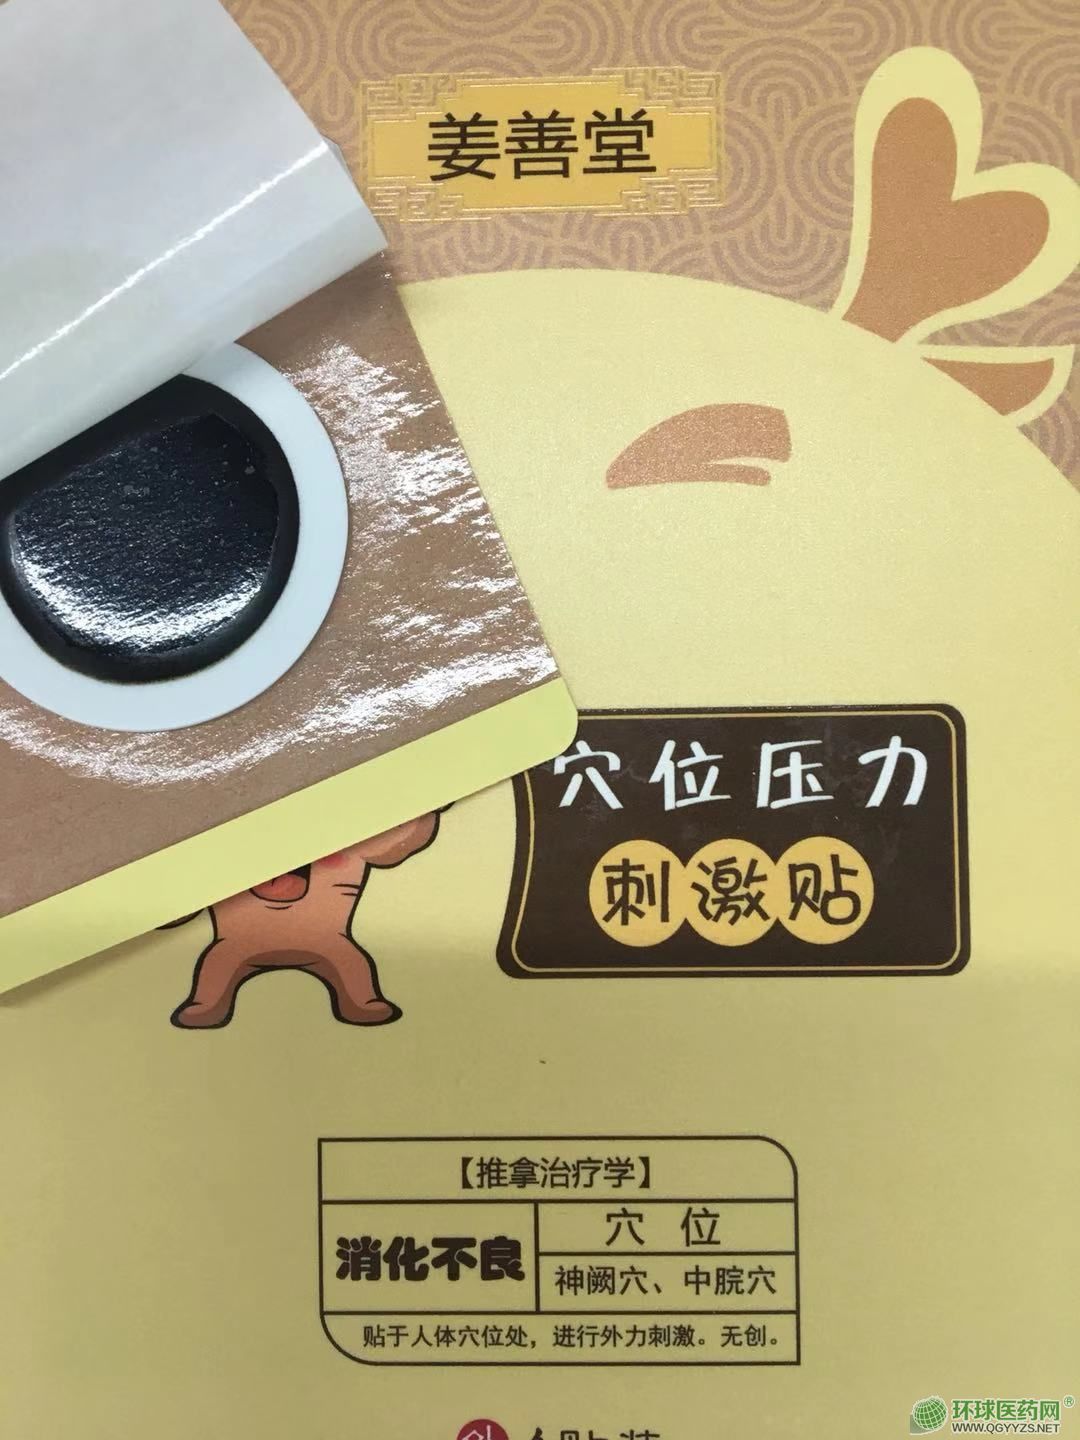 姜善堂
穴位压力
刺激贴
【推拿治疗学】
消化不良
穴 位
神阙穴、中脘穴
贴于人体穴位处，进行外力刺激。无创。
环球医药网®
WWW.QGYYZS.NET